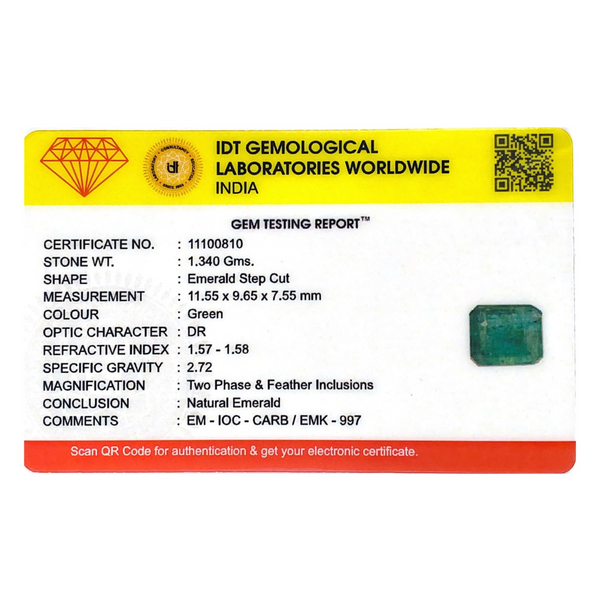 IDT GEMOLOGICAL
LABORATORIES WORLDWIDE
INDIA
GEM TESTING REPORT™
CERTIFICATE NO. : 11100810
STONE WT. : 1.340 Gms.
SHAPE : Emerald Step Cut
MEASUREMENT : 11.55 x 9.65 x 7.55 mm
COLOUR : Green
OPTIC CHARACTER : DR
REFRACTIVE INDEX : 1.57 - 1.58
SPECIFIC GRAVITY : 2.72
MAGNIFICATION : Two Phase & Feather Inclusions
CONCLUSION : Natural Emerald
COMMENTS : EM - IOC - CARB / EMK - 997
Scan QR Code for authentication & get your electronic certificate.